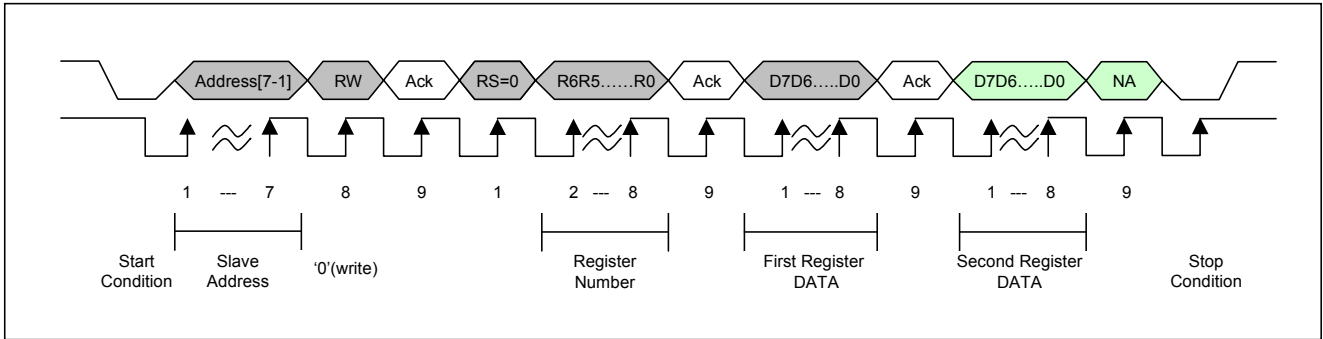 Address[7-1] RW Ack RS=0 R6R5......R0 Ack D7D6.....D0 Ack D7D6.....D0 NA
1 --- 7 8 9 1 2 --- 8 9 1 --- 8 9 1 --- 8 9
Start
Condition
Slave
Address
‘0’(write)
Register
Number
First Register
DATA
Second Register
DATA
Stop
Condition